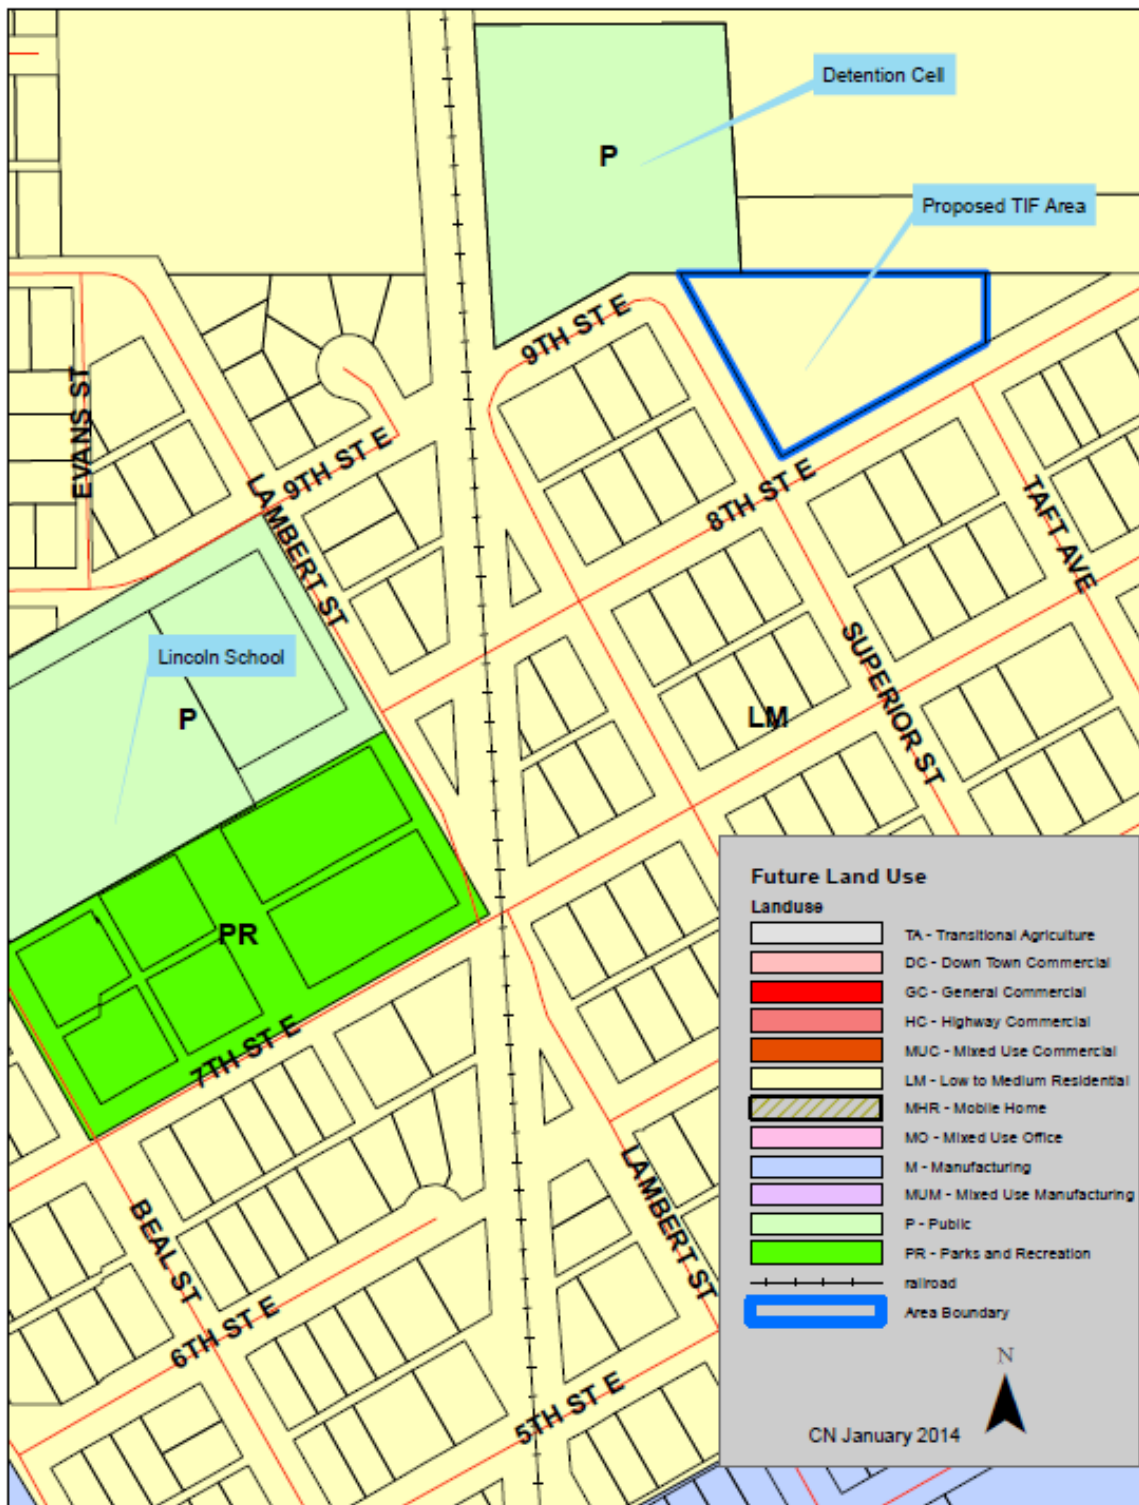 Detention Cell
P
Proposed TIF Area
9TH ST E
EVANS ST
9TH ST E
LAMBERT ST
8TH ST E
TAFT AVE
Lincoln School
P
SUPERIOR ST
LM
PR
7TH ST E
BEAL ST
LAMBERT ST
6TH ST E
5TH ST E
Future Land Use
Landuse
TA - Transitional Agriculture
DC - Down Town Commercial
GC - General Commercial
HC - Highway Commercial
MUC - Mixed Use Commercial
LM - Low to Medium Residential
MHR - Mobile Home
MO - Mixed Use Office
M - Manufacturing
MUM - Mixed Use Manufacturing
P - Public
PR - Parks and Recreation
railroad
Area Boundary
N
CN January 2014